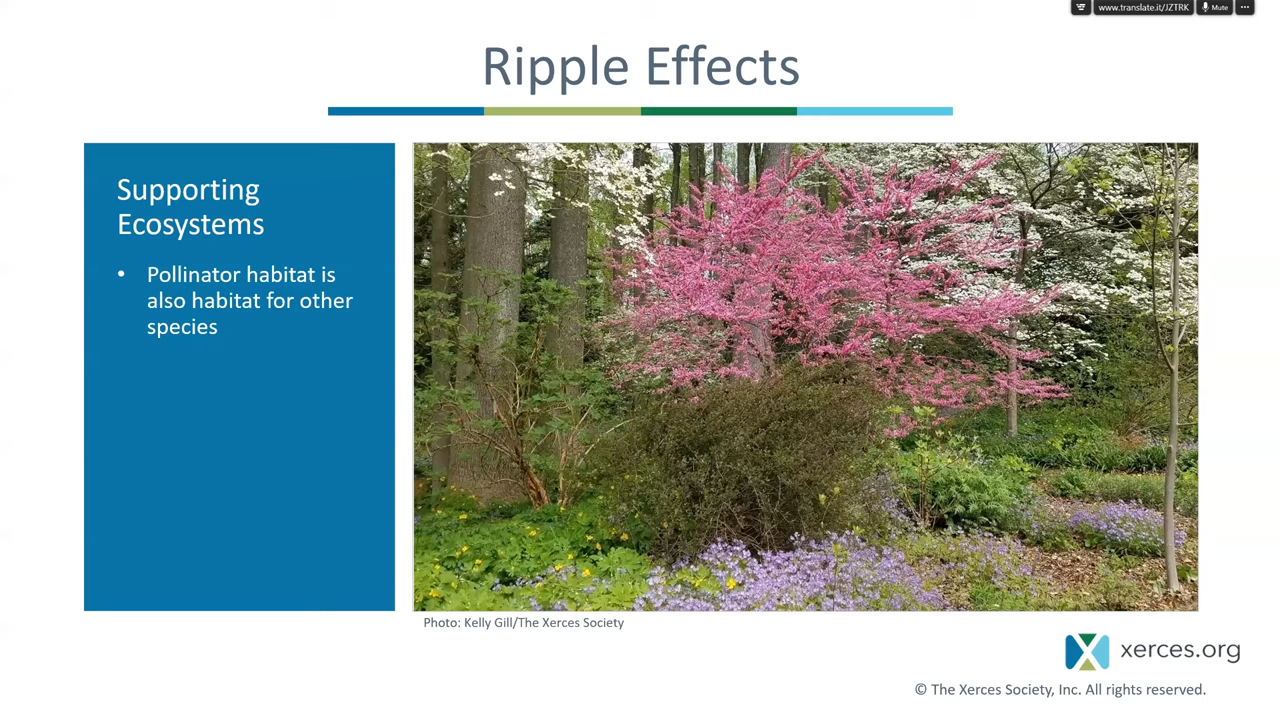 www.translate.it/JZTRK
Mute
Ripple Effects
Supporting
Ecosystems
• Pollinator habitat is
also habitat for other
species
Photo: Kelly Gill/The Xerces Society
xerces.org
© The Xerces Society, Inc. All rights reserved.